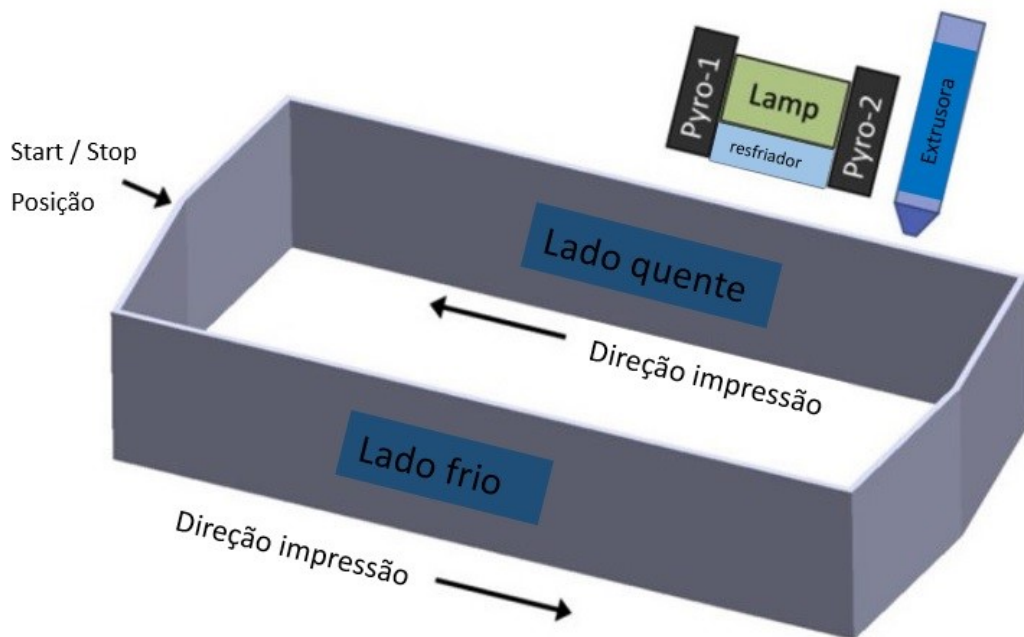 Pyro-1
Lamp
resfriador
Pyro-2
Extrusora
Start / Stop
Posição
Lado quente
Direção impressão
Lado frio
Direção impressão